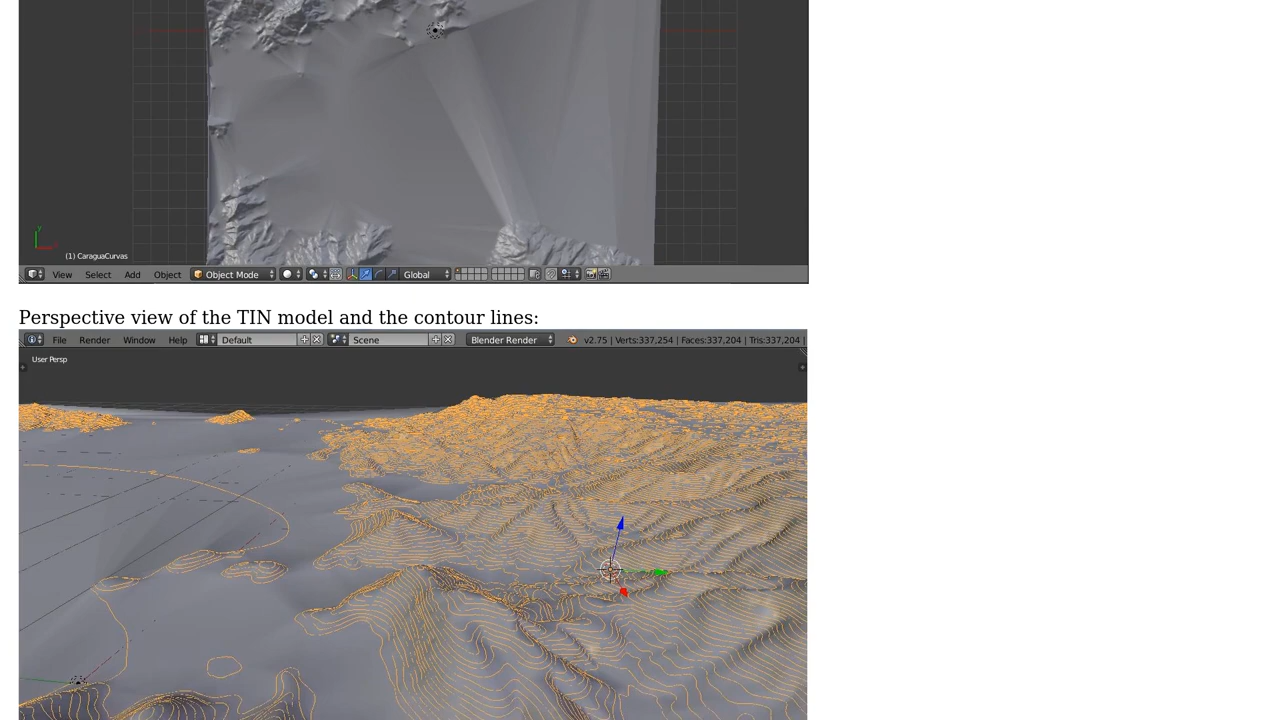 (1) CaraguaCurvas
View Select Add Object Object Mode Global
Perspective view of the TIN model and the contour lines:
File Render Window Help Default Scene Blender Render v2.75 | Verts:337,254 | Faces:337,204 | Tris:337,204 |
User Persp